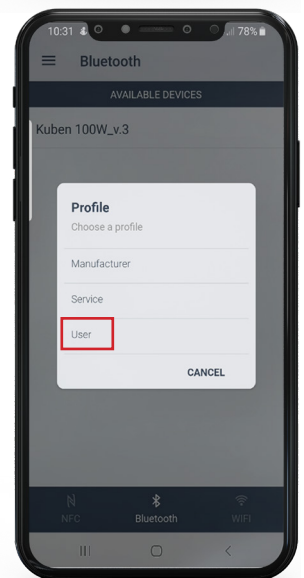 10:31 78%
Bluetooth
AVAILABLE DEVICES
Kuben 100W_v.3
Profile
Choose a profile
Manufacturer
Service
User
CANCEL
NFC Bluetooth WIFI